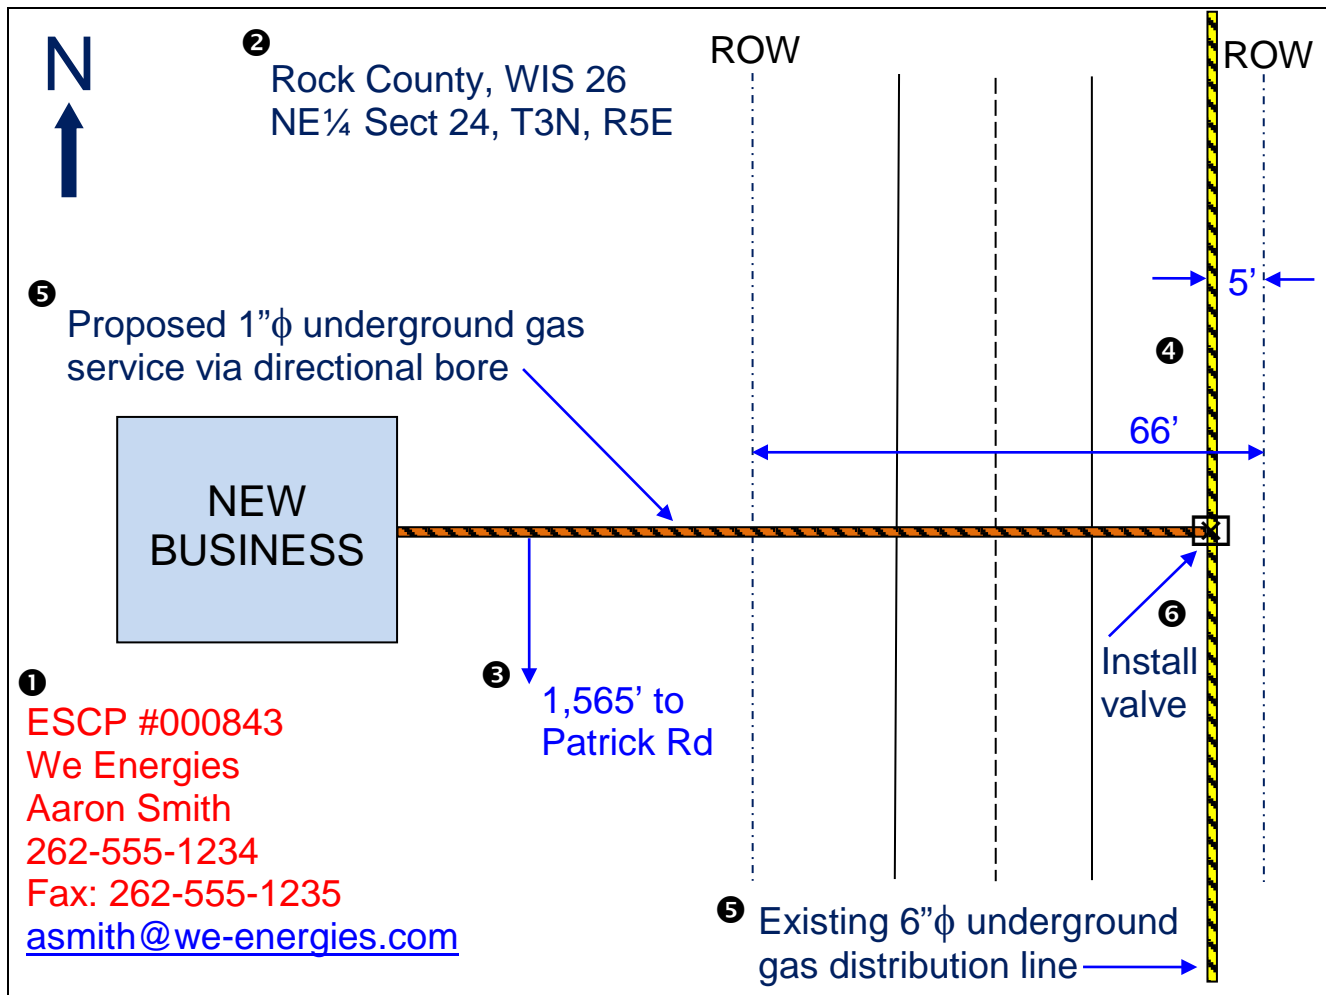 N
❷
Rock County, WIS 26
NE¼ Sect 24, T3N, R5E
ROW
ROW
5’
❺
Proposed 1”ϕ underground gas
service via directional bore
❹
66’
NEW
BUSINESS
❸
1,565’ to
Patrick Rd
❻
Install
valve
❶
ESCP #000843
We Energies
Aaron Smith
262-555-1234
Fax: 262-555-1235
asmith@we-energies.com
❺
Existing 6”ϕ underground
gas distribution line